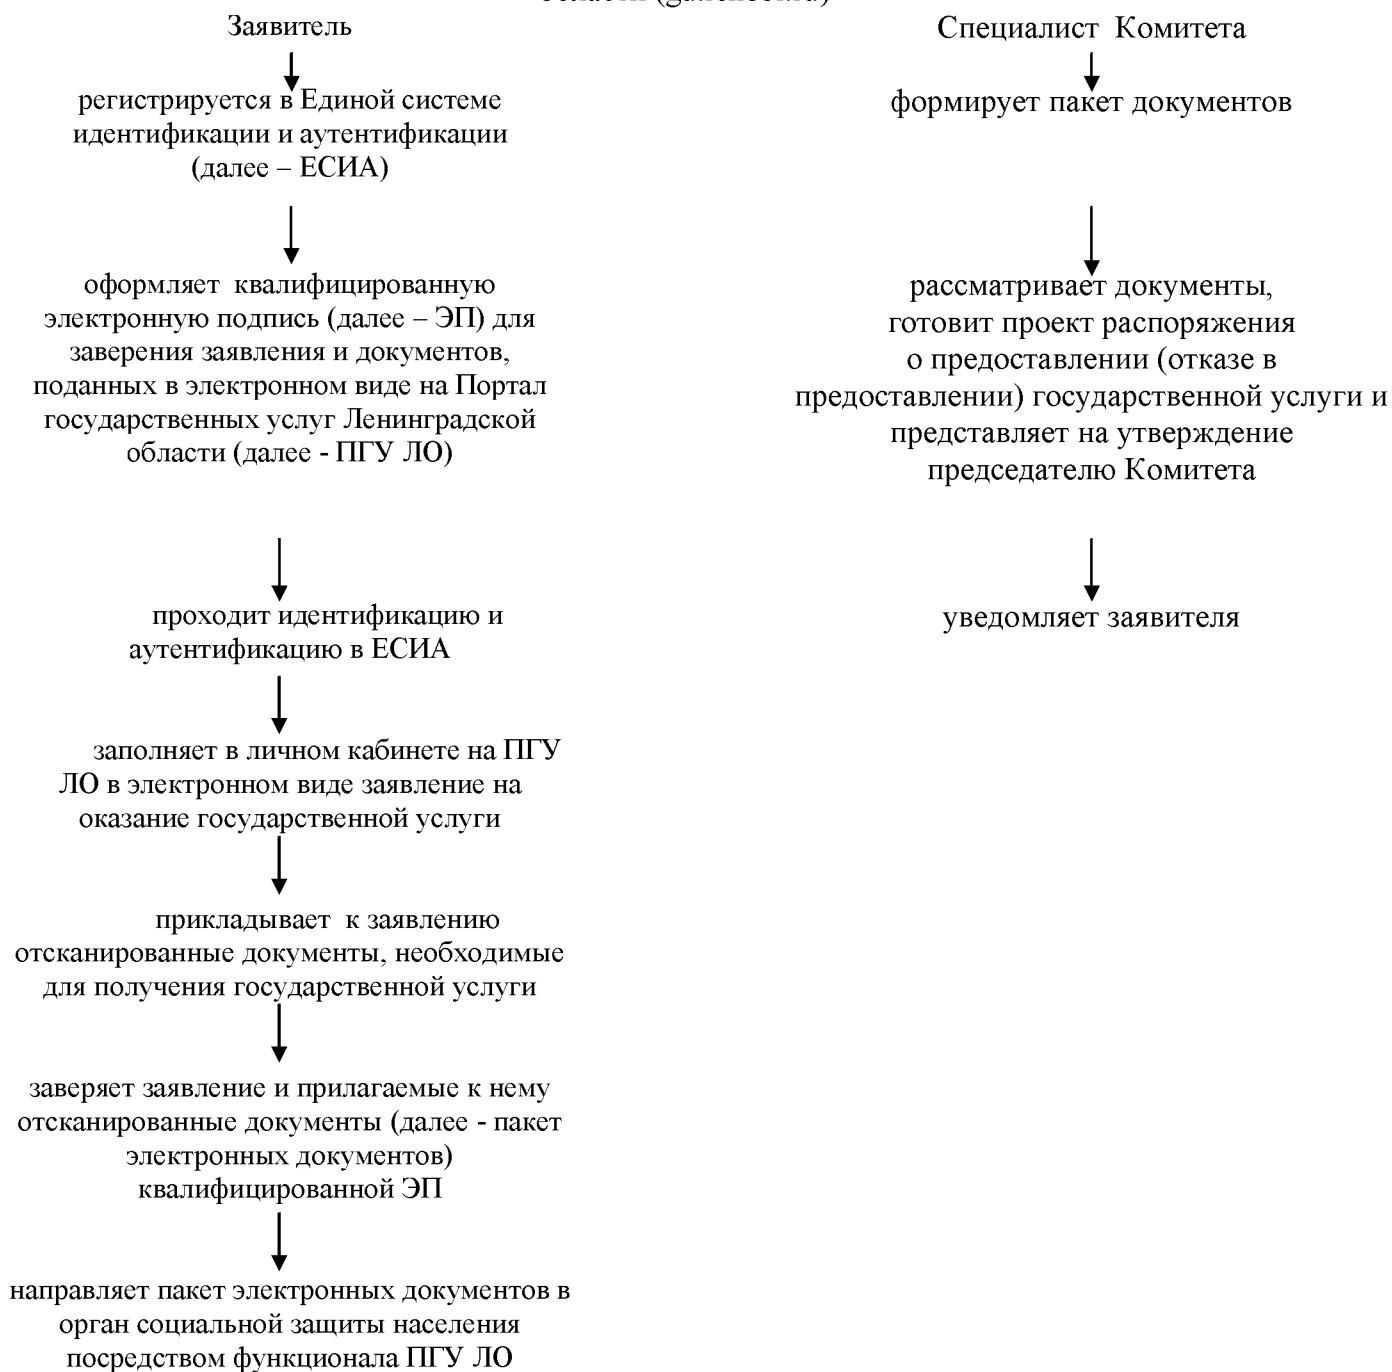 Заявитель
регистрируется в Единой системе
идентификации и аутентификации
(далее – ЕСИА)
оформляет квалифицированную
электронную подпись (далее – ЭП) для
заверения заявления и документов,
поданных в электронном виде на Портал
государственных услуг Ленинградской
области (далее - ПГУ ЛО)
проходит идентификацию и
аутентификацию в ЕСИА
заполняет в личном кабинете на ПГУ
ЛО в электронном виде заявление на
оказание государственной услуги
прикладывает к заявлению
отсканированные документы, необходимые
для получения государственной услуги
заверяет заявление и прилагаемые к нему
отсканированные документы (далее - пакет
электронных документов)
квалифицированной ЭП
направляет пакет электронных документов в
орган социальной защиты населения
посредством функционала ПГУ ЛО
Специалист Комитета
формирует пакет документов
рассматривает документы,
готовит проект распоряжения
о предоставлении (отказе в
предоставлении) государственной услуги и
представляет на утверждение
председателю Комитета
уведомляет заявителя